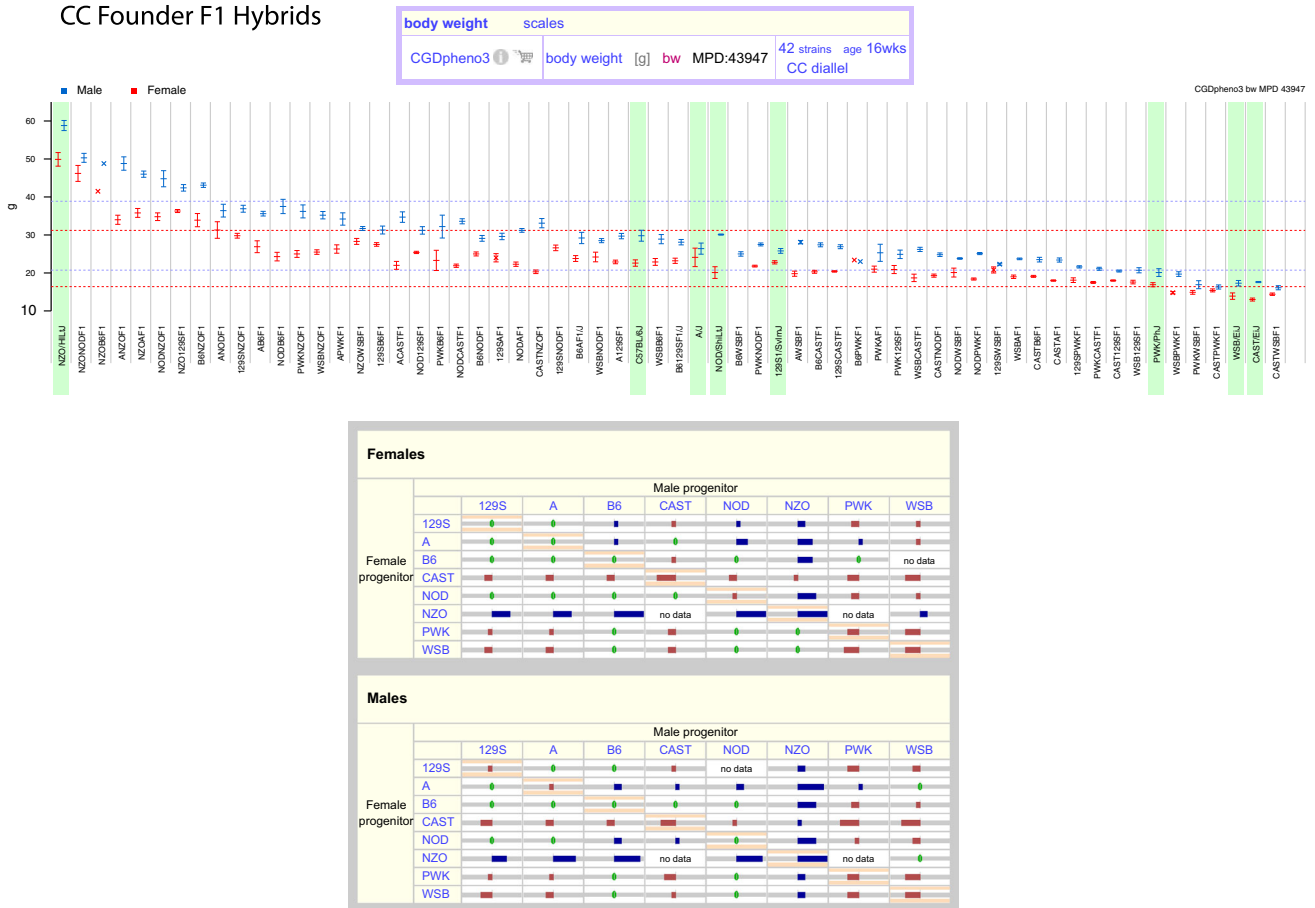 CC Founder F1 Hybrids
body weight scales
CGDpheno3 body weight [g] bw MPD:43947 42 strains age 16wks
CC diallel
Male Female
CGDpheno3 bw MPD 43947
60
50
40
g
30
20
10
NZO/HlLtJ
NZONODF1
NZOB6F1
ANZOF1
NZOAF1
NODNZOF1
NZO129SF1
B6NZOF1
ANODF1
129SNZOF1
AB6F1
NODB6F1
PWKNZOF1
WSBNZOF1
APWKF1
NZOWSBF1
129SB6F1
ACASTF1
NOD129SF1
PWKB6F1
NODCASTF1
B6NODF1
129SAF1
NODAF1
CASTNZOF1
129SNODF1
B6AF1/J
WSBNODF1
A129SF1
C57BL/6J
WSBB6F1
B6129SF1/J
A/J
NOD/ShiLtJ
B6WSBF1
PWKNODF1
129S1/SvImJ
AWSBF1
B6CASTF1
129SCASTF1
B6PWKF1
PWKAF1
PWK129SF1
WSBCASTF1
CASTNODF1
NODWSBF1
NODPWKF1
129SWSBF1
WSBAF1
CASTB6F1
CASTAF1
129SPWKF1
PWKCASTF1
CAST129SF1
WSB129SF1
PWK/PhJ
WSBPWKF1
PWKWSBF1
CASTPWKF1
WSB/EiJ
CAST/EiJ
CASTWSBF1
Females
Male progenitor
129S A B6 CAST NOD NZO PWK WSB
129S
A
Female progenitor
B6 no data
CAST
NOD
NZO no data no data
PWK
WSB
Males
Male progenitor
129S A B6 CAST NOD NZO PWK WSB
129S no data
A
Female progenitor
B6
CAST
NOD
NZO no data no data
PWK
WSB